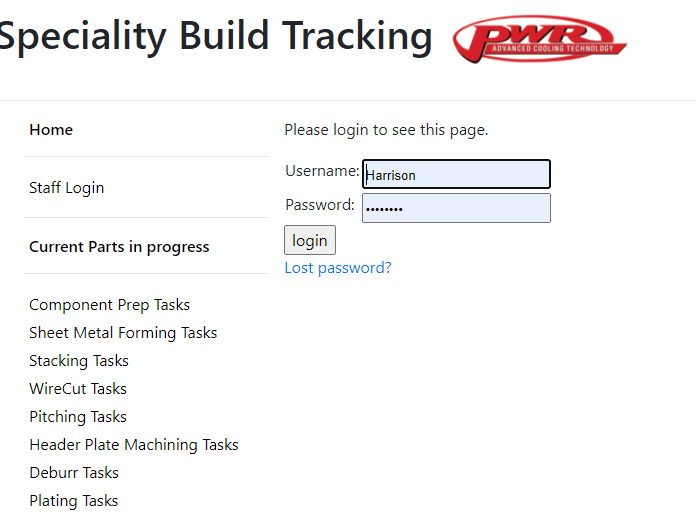 Speciality Build Tracking
PWR
ADVANCED COOLING TECHNOLOGY
Home
Staff Login
Current Parts in progress
Component Prep Tasks
Sheet Metal Forming Tasks
Stacking Tasks
WireCut Tasks
Pitching Tasks
Header Plate Machining Tasks
Deburr Tasks
Plating Tasks
Please login to see this page.
Username: Harrison
Password: ••••••••
login
Lost password?